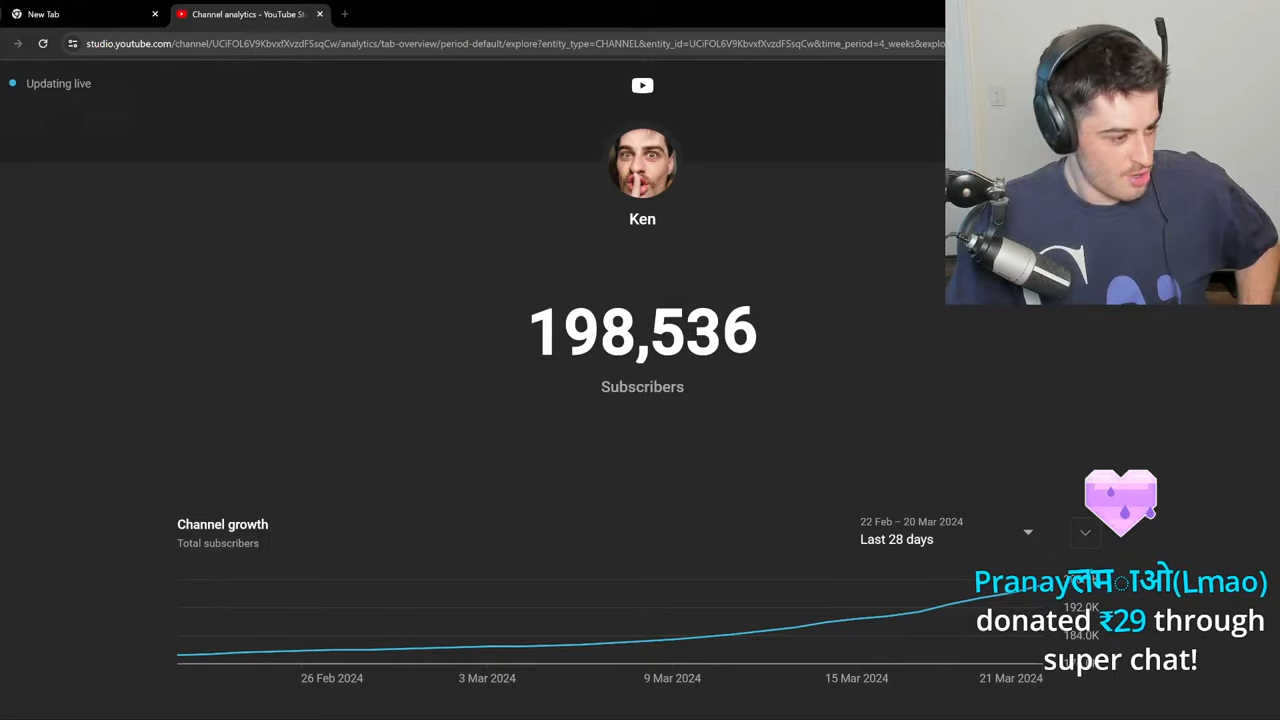 New Tab
Channel analytics - YouTube St
studio.youtube.com/channel/UCiFOL6V9KbvxfXvzdFSsqCw/analytics/tab-overview/period-default/explore?entity_type=CHANNEL&entity_id=UCiFOL6V9KbvxfXvzdFSsqCw&time_period=4_weeks&explo
Updating live
Ken
198,536
Subscribers
Channel growth
Total subscribers
22 Feb – 20 Mar 2024
Last 28 days
Pranayलमाओ(Lmao)
donated ₹29 through
super chat!
192.0K
184.0K
26 Feb 2024
3 Mar 2024
9 Mar 2024
15 Mar 2024
21 Mar 2024